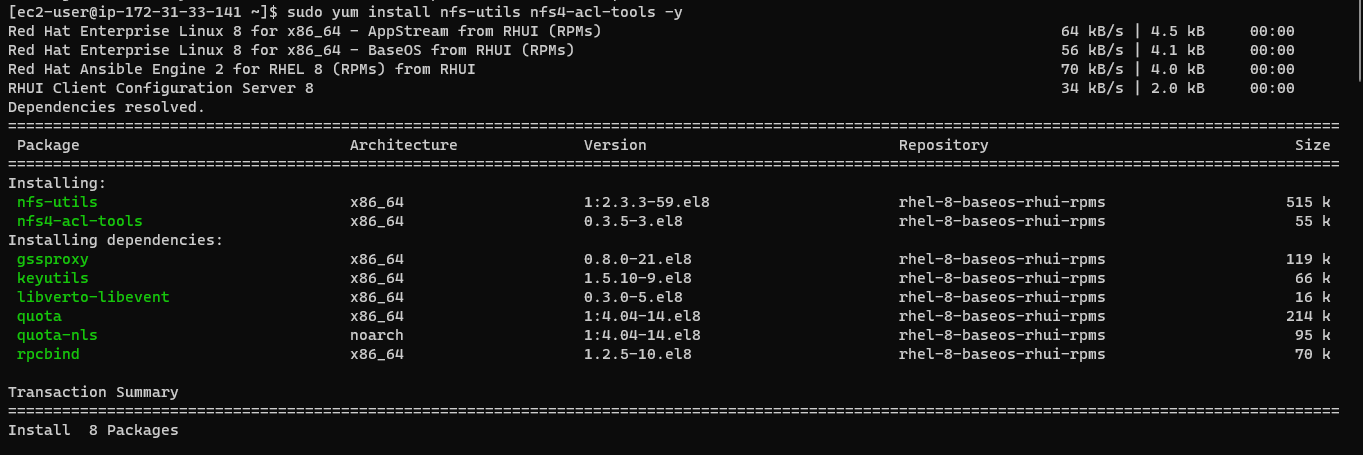 [ec2-user@ip-172-31-33-141 ~]$ sudo yum install nfs-utils nfs4-acl-tools -y
Red Hat Enterprise Linux 8 for x86_64 - AppStream from RHUI (RPMs) 64 kB/s | 4.5 kB 00:00
Red Hat Enterprise Linux 8 for x86_64 - BaseOS from RHUI (RPMs) 56 kB/s | 4.1 kB 00:00
Red Hat Ansible Engine 2 for RHEL 8 (RPMs) from RHUI 70 kB/s | 4.0 kB 00:00
RHUI Client Configuration Server 8 34 kB/s | 2.0 kB 00:00
Dependencies resolved.
Package Architecture Version Repository Size
Installing:
nfs-utils x86_64 1:2.3.3-59.el8 rhel-8-baseos-rhui-rpms 515 k
nfs4-acl-tools x86_64 0.3.5-3.el8 rhel-8-baseos-rhui-rpms 55 k
Installing dependencies:
gssproxy x86_64 0.8.0-21.el8 rhel-8-baseos-rhui-rpms 119 k
keyutils x86_64 1.5.10-9.el8 rhel-8-baseos-rhui-rpms 66 k
libverto-libevent x86_64 0.3.0-5.el8 rhel-8-baseos-rhui-rpms 16 k
quota x86_64 1:4.04-14.el8 rhel-8-baseos-rhui-rpms 214 k
quota-nls noarch 1:4.04-14.el8 rhel-8-baseos-rhui-rpms 95 k
rpcbind x86_64 1.2.5-10.el8 rhel-8-baseos-rhui-rpms 70 k
Transaction Summary
Install 8 Packages